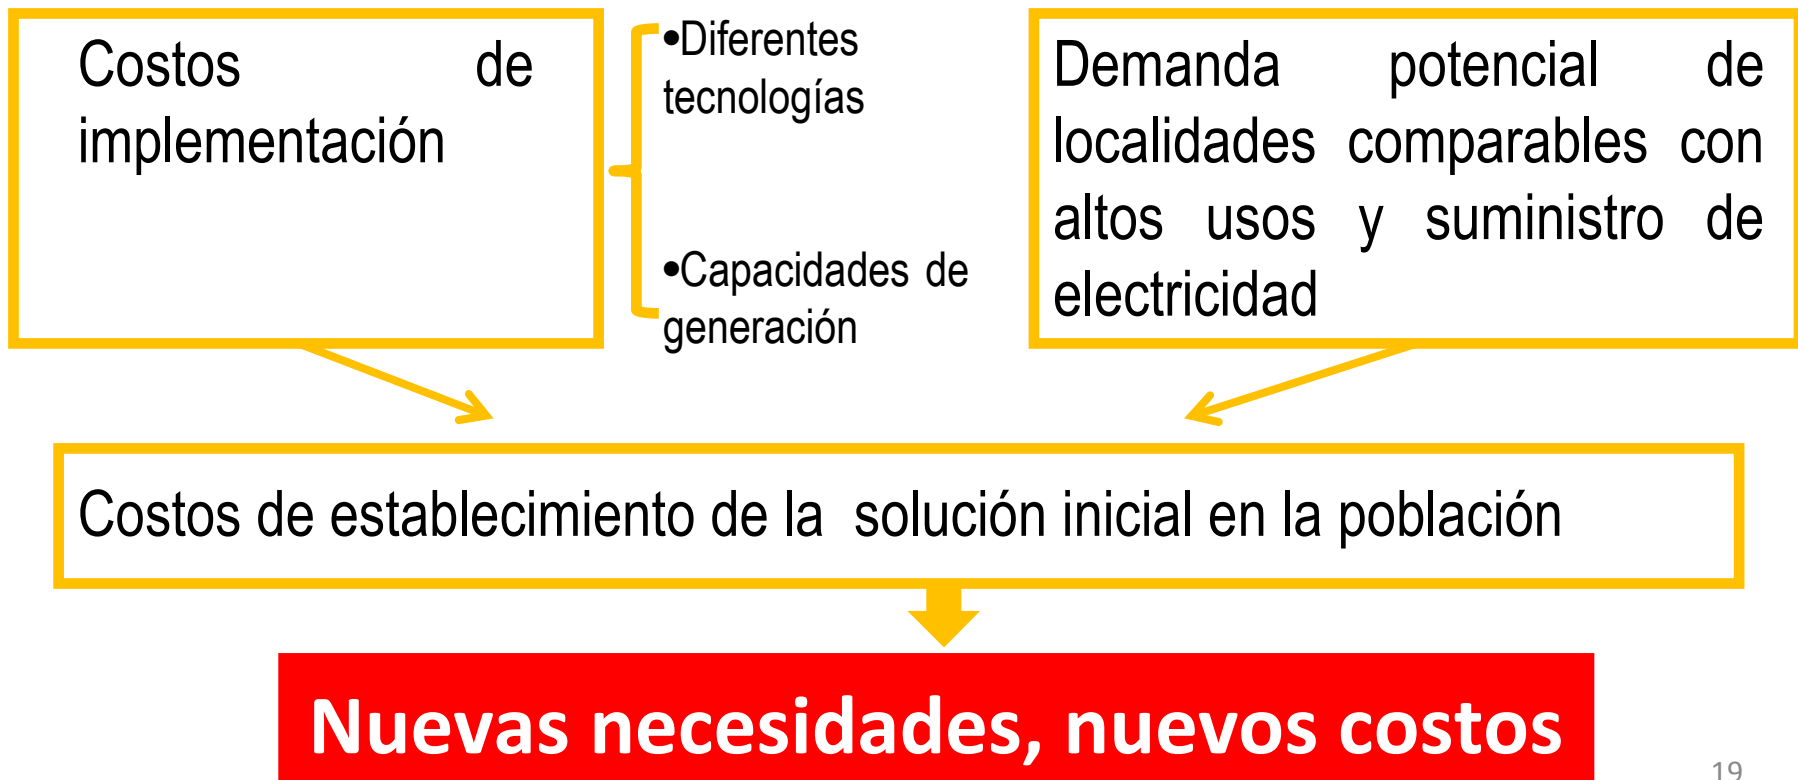 Costos de
implementación
•Diferentes
tecnologías
•Capacidades de
generación
Demanda potencial de
localidades comparables con
altos usos y suministro de
electricidad
Costos de establecimiento de la solución inicial en la población
Nuevas necesidades, nuevos costos
19